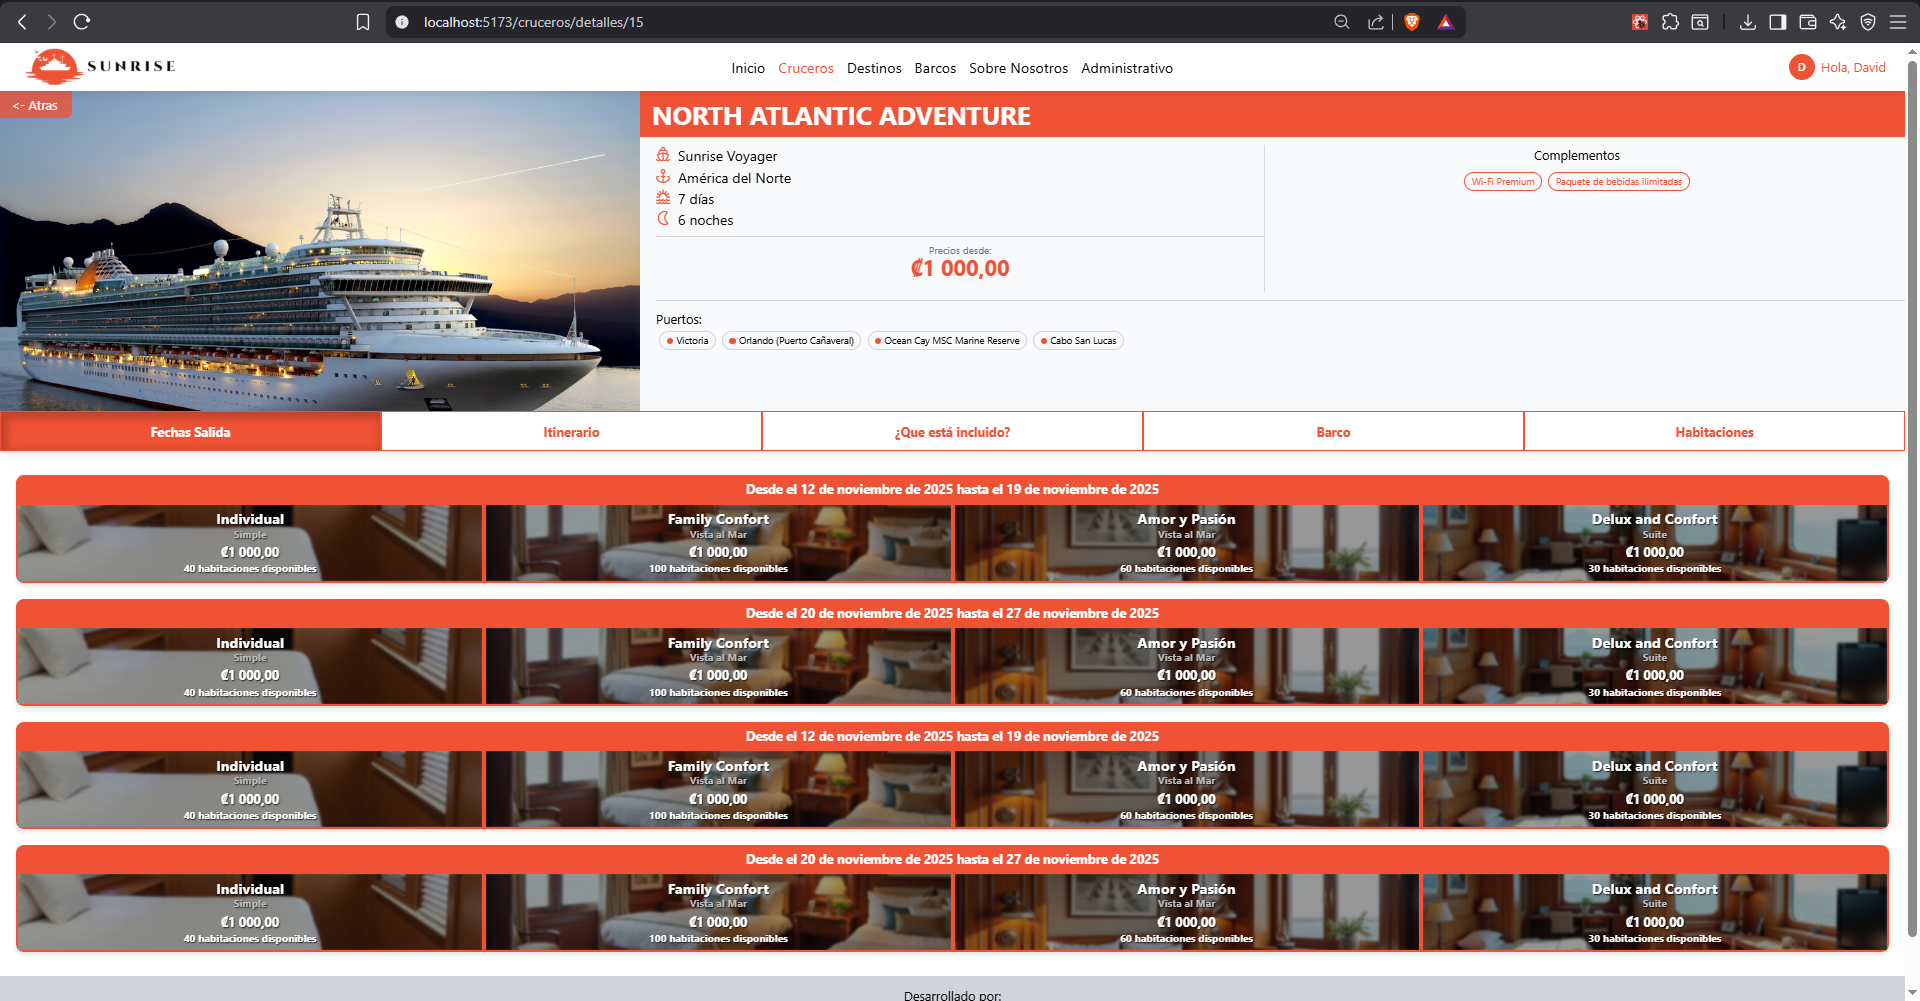 localhost:5173/cruceros/detalles/15
SUNRISE
Inicio Cruceros Destinos Barcos Sobre Nosotros Administrativo
D Hola, David
<- Atras
NORTH ATLANTIC ADVENTURE
Sunrise Voyager
América del Norte
7 días
6 noches
Precios desde:
₡1 000,00
Complementos
Wi-Fi Premium Paquete de bebidas ilimitadas
Puertos:
Victoria Orlando (Puerto Cañaveral) Ocean Cay MSC Marine Reserve Cabo San Lucas
Fechas Salida Itinerario ¿Que está incluido? Barco Habitaciones
Desde el 12 de noviembre de 2025 hasta el 19 de noviembre de 2025
Individual Family Confort Amor y Pasión Delux and Confort
Simple Vista al Mar Vista al Mar Suite
₡1 000,00 ₡1 000,00 ₡1 000,00 ₡1 000,00
40 habitaciones disponibles 100 habitaciones disponibles 60 habitaciones disponibles 30 habitaciones disponibles
Desde el 20 de noviembre de 2025 hasta el 27 de noviembre de 2025
Individual Family Confort Amor y Pasión Delux and Confort
Simple Vista al Mar Vista al Mar Suite
₡1 000,00 ₡1 000,00 ₡1 000,00 ₡1 000,00
40 habitaciones disponibles 100 habitaciones disponibles 60 habitaciones disponibles 30 habitaciones disponibles
Desde el 12 de noviembre de 2025 hasta el 19 de noviembre de 2025
Individual Family Confort Amor y Pasión Delux and Confort
Simple Vista al Mar Vista al Mar Suite
₡1 000,00 ₡1 000,00 ₡1 000,00 ₡1 000,00
40 habitaciones disponibles 100 habitaciones disponibles 60 habitaciones disponibles 30 habitaciones disponibles
Desde el 20 de noviembre de 2025 hasta el 27 de noviembre de 2025
Individual Family Confort Amor y Pasión Delux and Confort
Simple Vista al Mar Vista al Mar Suite
₡1 000,00 ₡1 000,00 ₡1 000,00 ₡1 000,00
40 habitaciones disponibles 100 habitaciones disponibles 60 habitaciones disponibles 30 habitaciones disponibles
Desarrollado por: